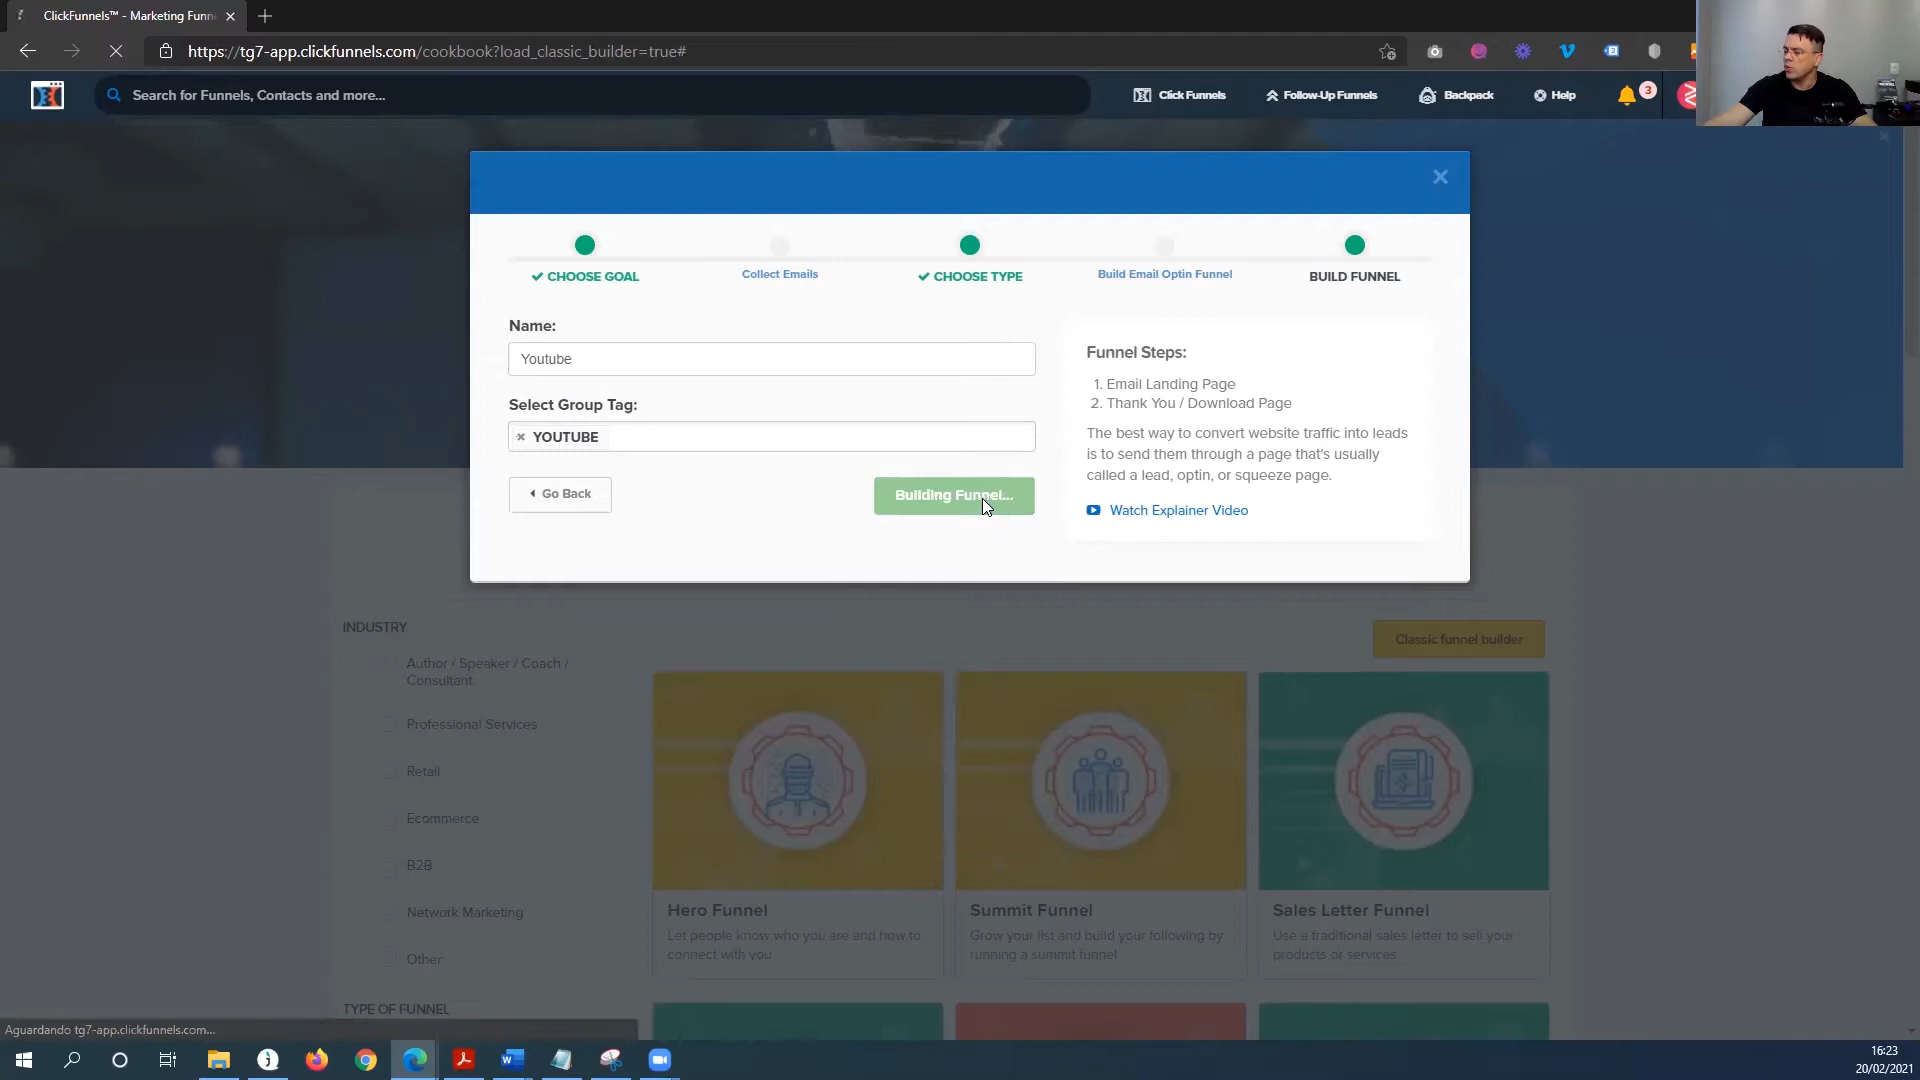 ClickFunnels™ - Marketing Funn
https://tg7-app.clickfunnels.com/cookbook?load_classic_builder=true#
Search for Funnels, Contacts and more...
Click Funnels
Follow-Up Funnels
Backpack
Help
3
CHOOSE GOAL
Collect Emails
CHOOSE TYPE
Build Email Optin Funnel
BUILD FUNNEL
Name:
Youtube
Select Group Tag:
× YOUTUBE
Go Back
Building Funnel...
Funnel Steps:
1. Email Landing Page
2. Thank You / Download Page
The best way to convert website traffic into leads
is to send them through a page that's usually
called a lead, optin, or squeeze page.
Watch Explainer Video
INDUSTRY
Classic funnel builder
Author / Speaker / Coach /
Consultant
Professional Services
Retail
Ecommerce
B2B
Network Marketing
Other
TYPE OF FUNNEL
Hero Funnel
Let people know who you are and how to
connect with you
Summit Funnel
Grow your list and build your following by
running a summit funnel
Sales Letter Funnel
Use a traditional sales letter to sell your
products or services
Aguardando tg7-app.clickfunnels.com...
16:23
20/02/2021